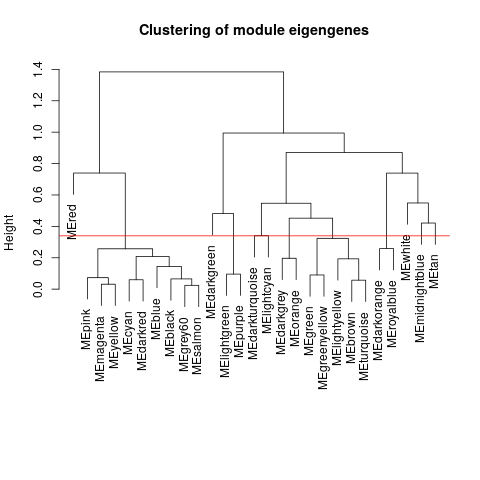 Clustering of module eigengenes
Height
1.4
1.2
1.0
0.8
0.6
0.4
0.2
0.0
MEred
MEpink
MEmagenta
MEyellow
MEcyan
MEdarkred
MEblue
MEblack
MEgrey60
MEsalmon
MEdarkgreen
MElightgreen
MEpurple
MEdarkturquoise
MElightcyan
MEdarkgrey
MEorange
MEgreen
MEgreenyellow
MElightyellow
MEbrown
MEturquoise
MEdarkorange
MEroyalblue
MEwhite
MEmidnightblue
MEtan